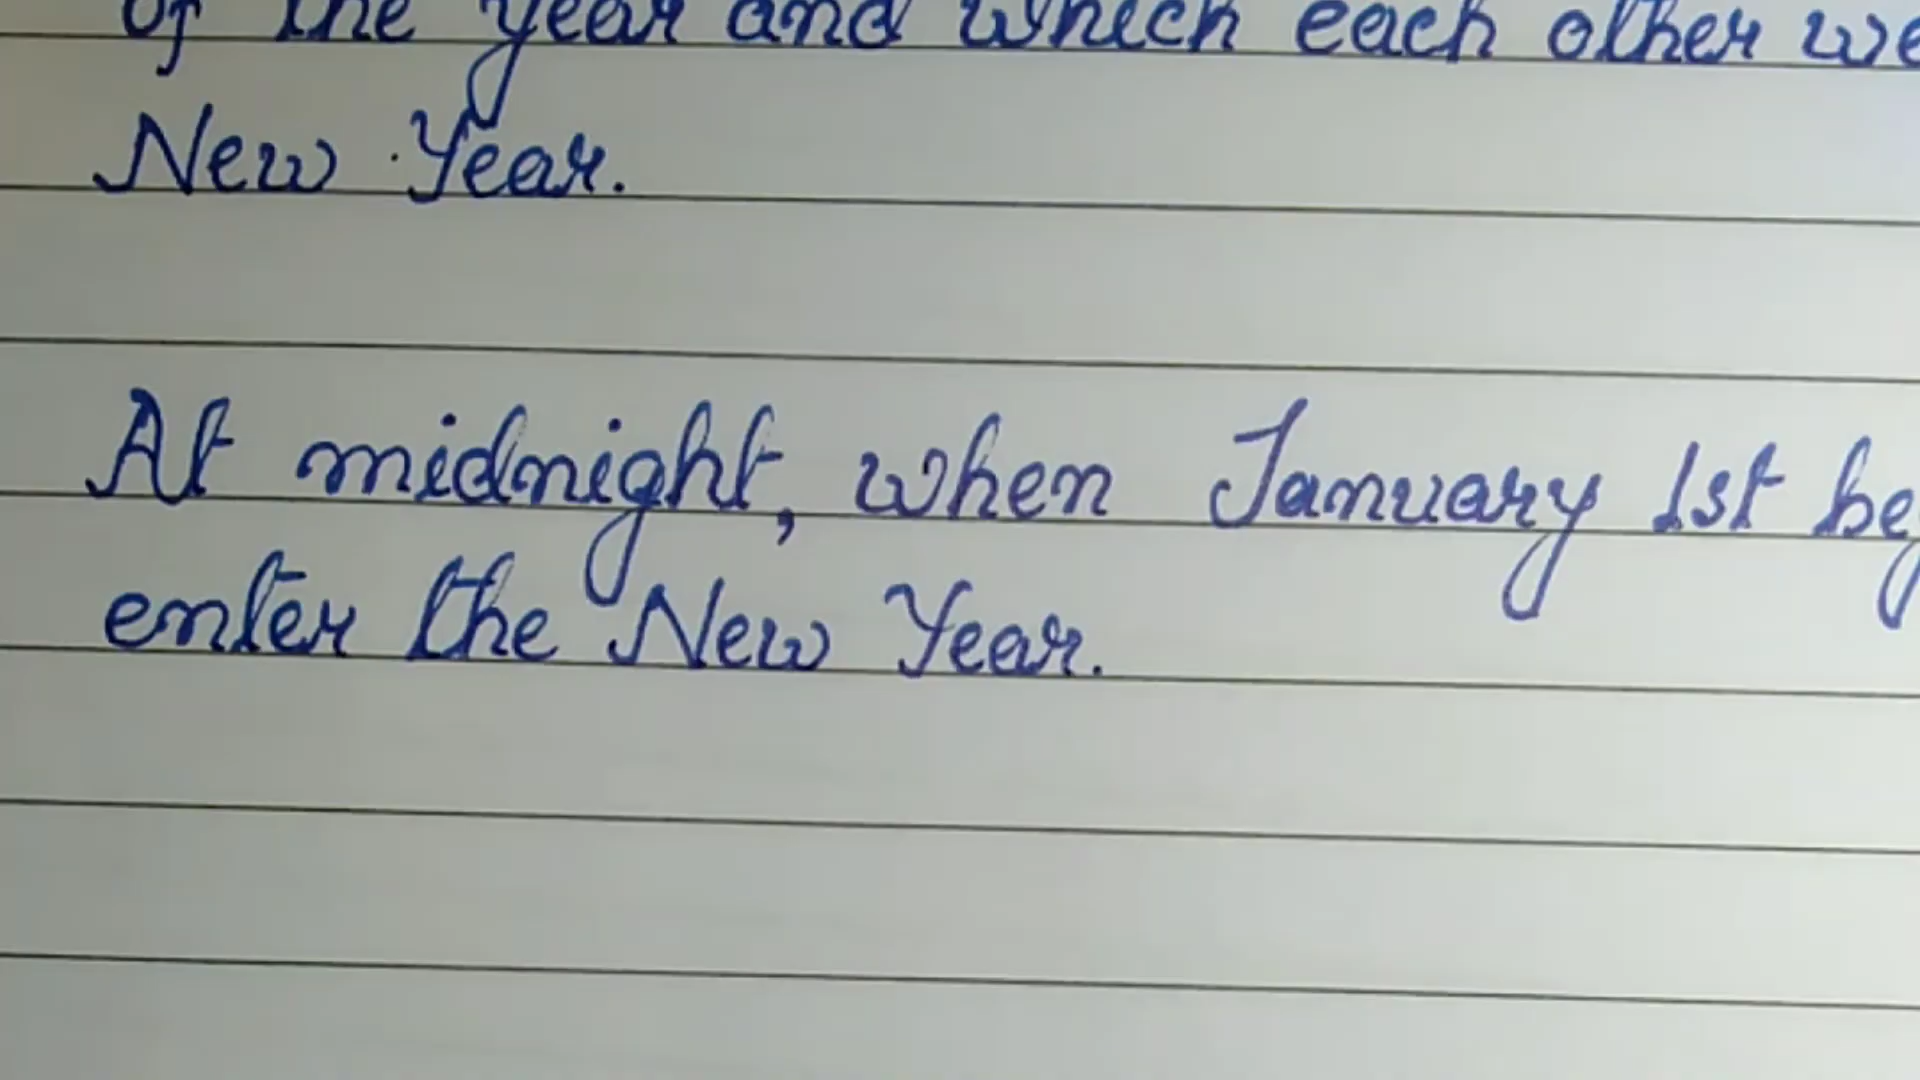 of the year and which each other we
New Year.
At midnight, when January 1st beg
enter the New Year.